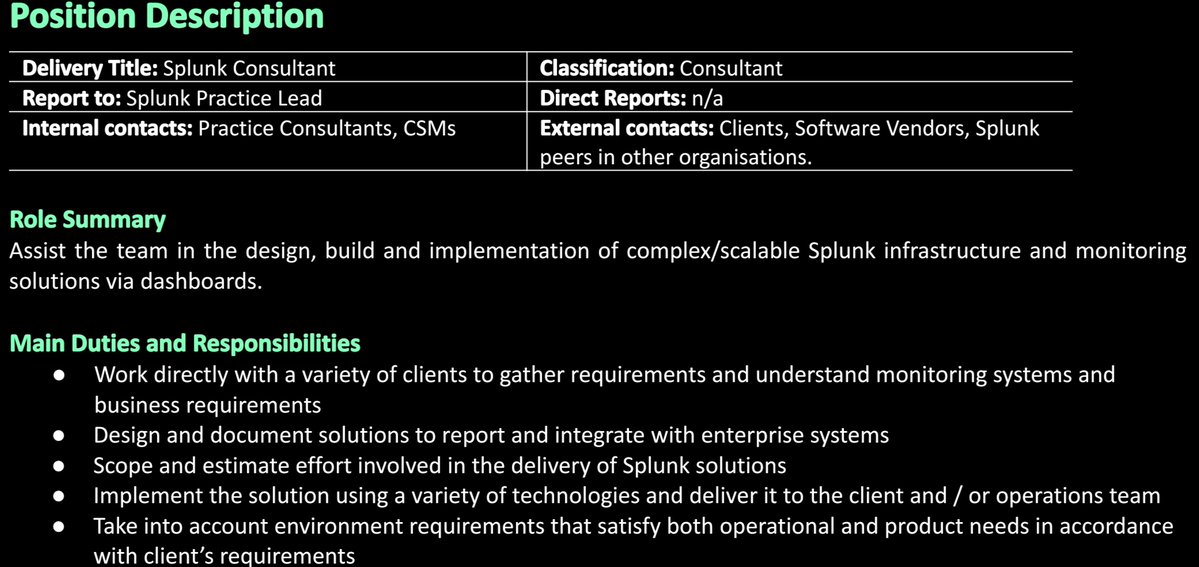 Position Description
Delivery Title: Splunk Consultant
Classification: Consultant
Report to: Splunk Practice Lead
Direct Reports: n/a
Internal contacts: Practice Consultants, CSMs
External contacts: Clients, Software Vendors, Splunk
peers in other organisations.
Role Summary
Assist the team in the design, build and implementation of complex/scalable Splunk infrastructure and monitoring
solutions via dashboards.
Main Duties and Responsibilities
● Work directly with a variety of clients to gather requirements and understand monitoring systems and
business requirements
● Design and document solutions to report and integrate with enterprise systems
● Scope and estimate effort involved in the delivery of Splunk solutions
● Implement the solution using a variety of technologies and deliver it to the client and / or operations team
● Take into account environment requirements that satisfy both operational and product needs in accordance
with client’s requirements